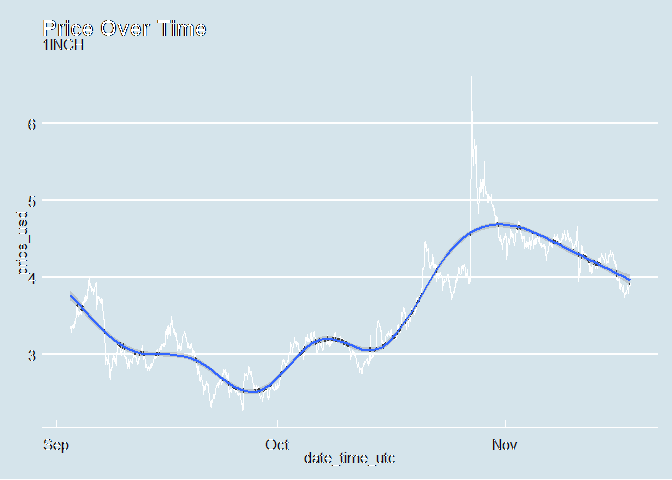 Price Over Time
1INCH
6
5
4
3
price_usd
Sep Oct Nov
date_time_utc